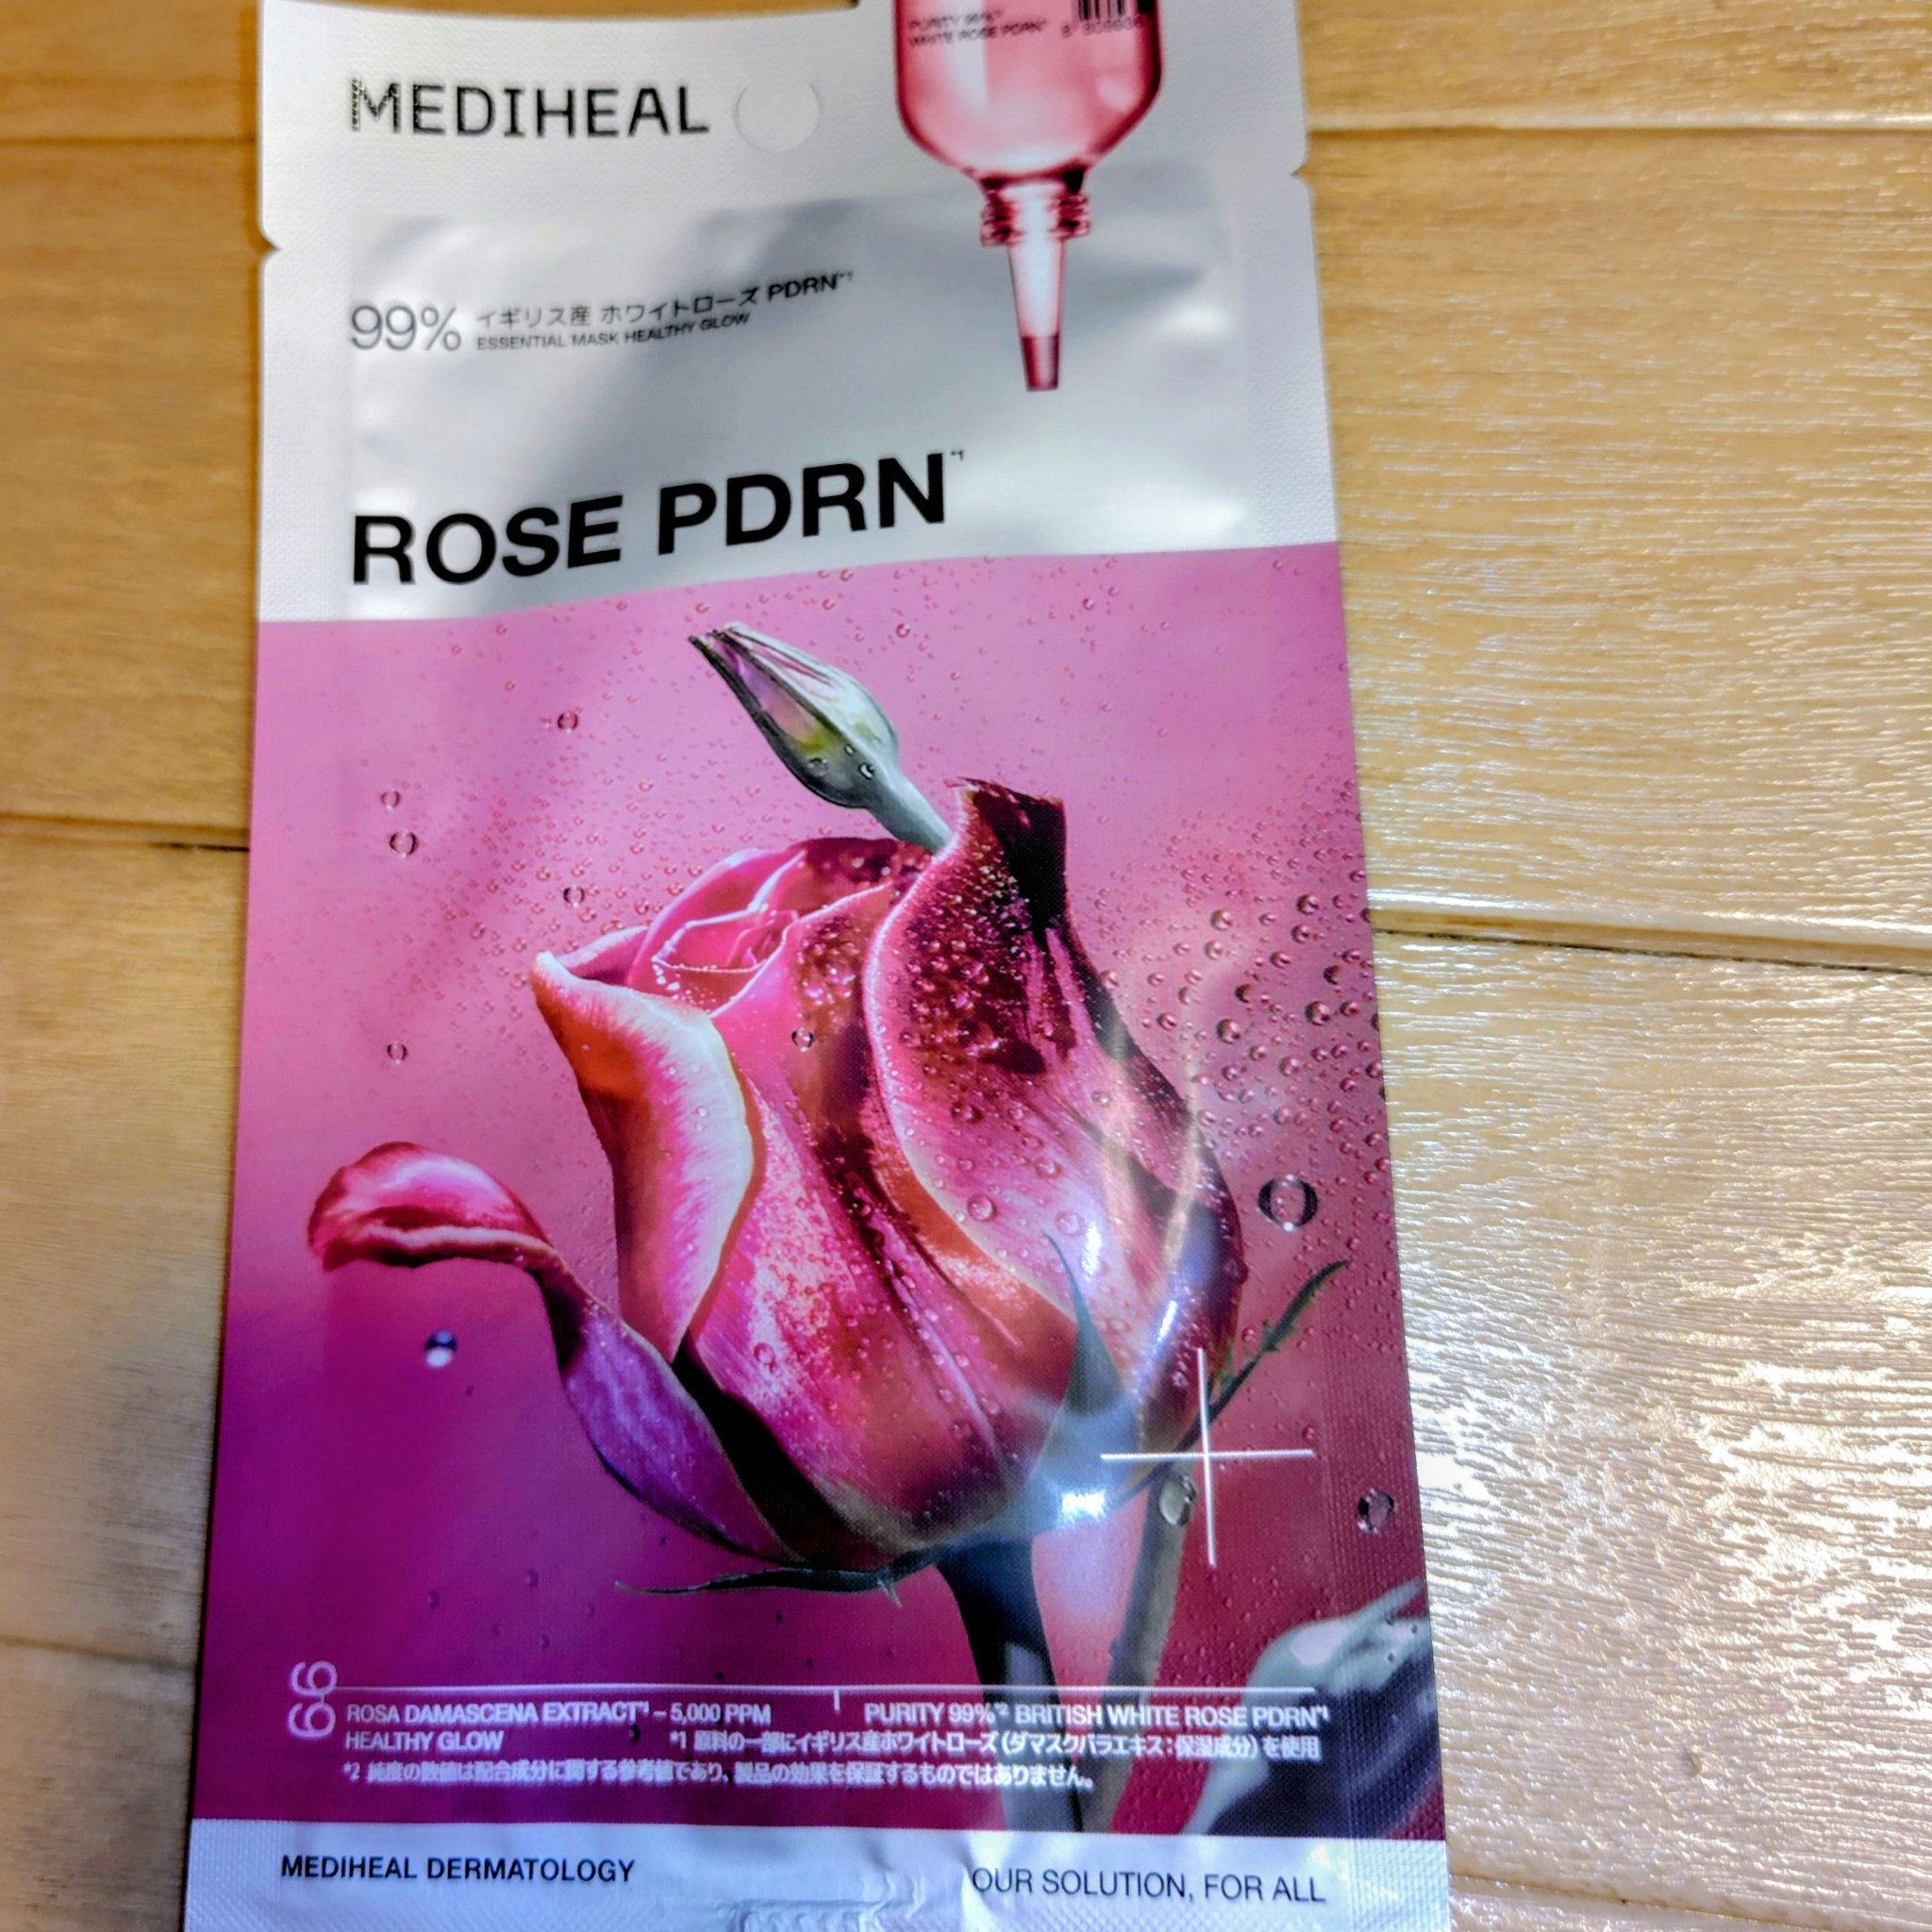 PURITY 99%*²
WHITE ROSE PDRN*¹
MEDIHEAL
99% イギリス産 ホワイトローズ PDRN*¹
ESSENTIAL MASK HEALTHY GLOW
ROSE PDRN*¹
99
ROSA DAMASCENA EXTRACT*¹ – 5,000 PPM
HEALTHY GLOW
PURITY 99%*² BRITISH WHITE ROSE PDRN*¹
*1 原料の一部にイギリス産ホワイトローズ (ダマスクバラエキス:保湿成分) を使用
*2 純度の数値は配合成分に関する参考値であり、製品の効果を保証するものではありません。
MEDIHEAL DERMATOLOGY
OUR SOLUTION, FOR ALL